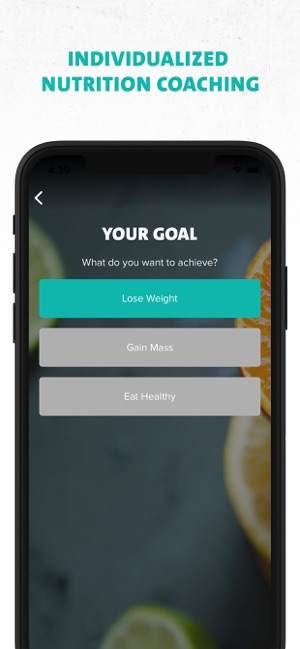 INDIVIDUALIZED
NUTRITION COACHING
4:39
YOUR GOAL
What do you want to achieve?
Lose Weight
Gain Mass
Eat Healthy